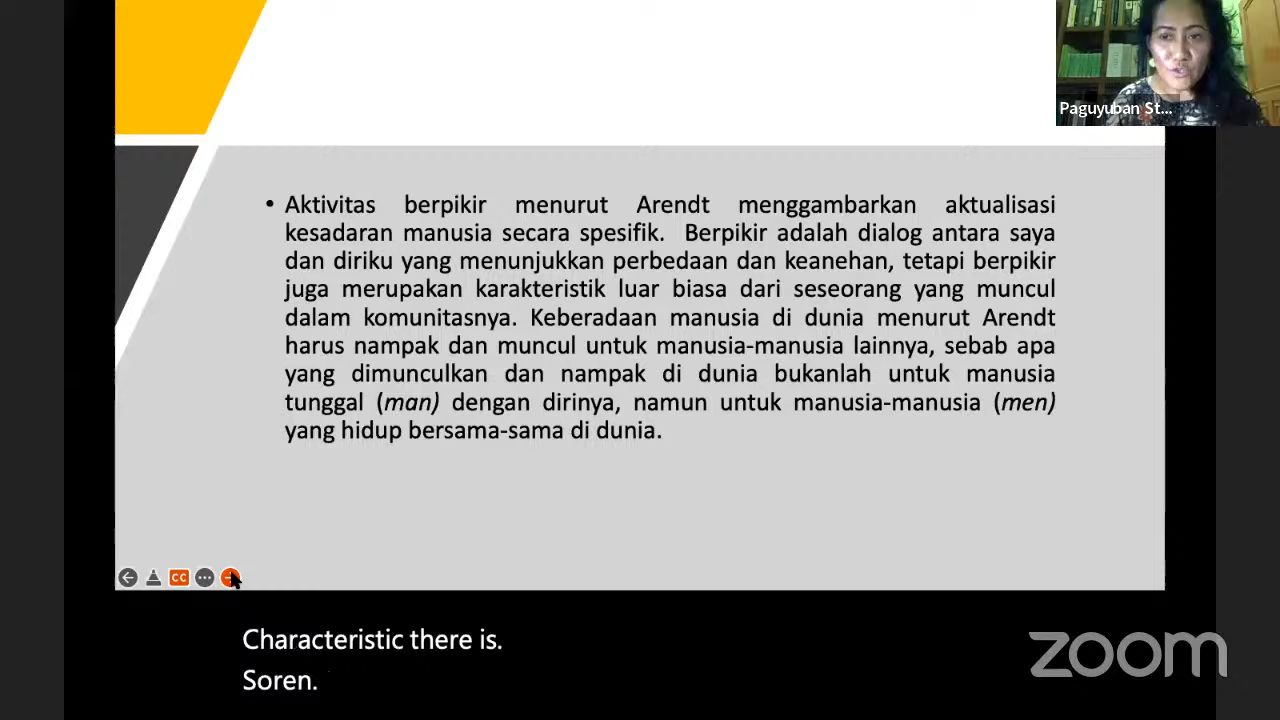 Paguyuban St...
• Aktivitas berpikir menurut Arendt menggambarkan aktualisasi
kesadaran manusia secara spesifik. Berpikir adalah dialog antara saya
dan diriku yang menunjukkan perbedaan dan keanehan, tetapi berpikir
juga merupakan karakteristik luar biasa dari seseorang yang muncul
dalam komunitasnya. Keberadaan manusia di dunia menurut Arendt
harus nampak dan muncul untuk manusia-manusia lainnya, sebab apa
yang dimunculkan dan nampak di dunia bukanlah untuk manusia
tunggal (man) dengan dirinya, namun untuk manusia-manusia (men)
yang hidup bersama-sama di dunia.
CC
Characteristic there is.
Soren.
zoom